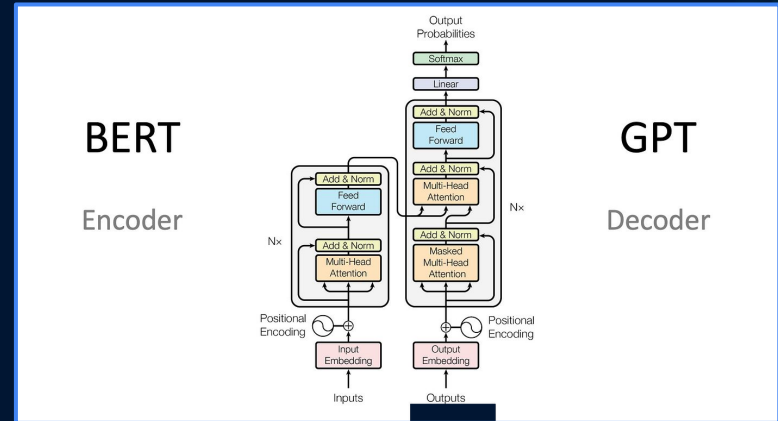 BERT
Encoder
Output
Probabilities
Softmax
Linear
Add & Norm
Feed
Forward
Add & Norm
Multi-Head
Attention
Add & Norm
Masked
Multi-Head
Attention
Nx
Positional
Encoding
Output
Embedding
Outputs
Add & Norm
Feed
Forward
Add & Norm
Multi-Head
Attention
Nx
Positional
Encoding
Input
Embedding
Inputs
GPT
Decoder